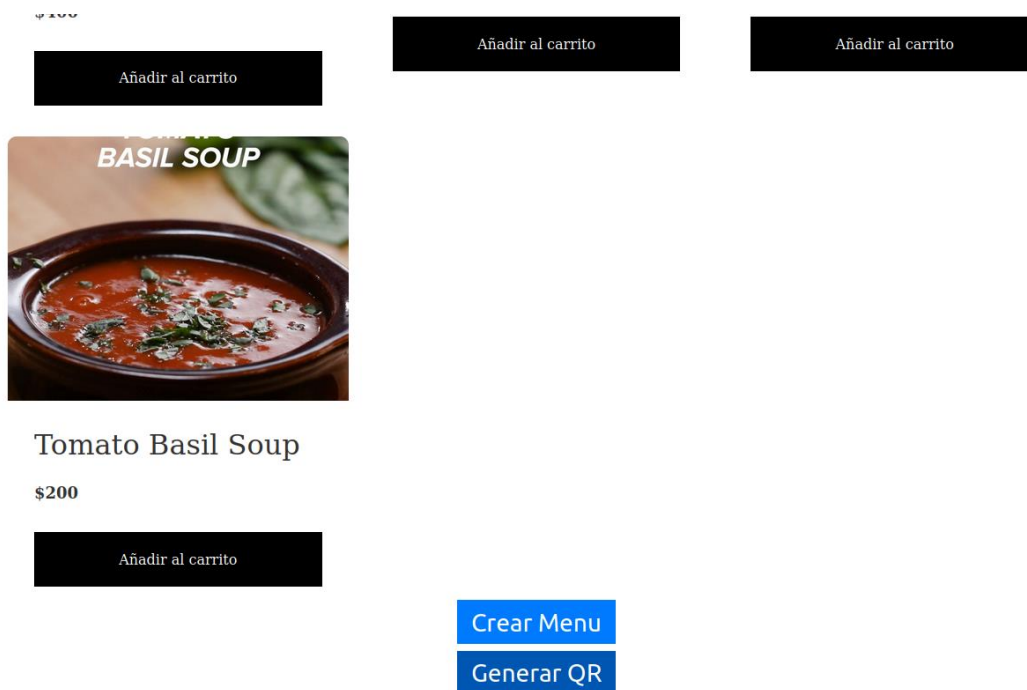 Añadir al carrito
Añadir al carrito
Añadir al carrito
BASIL SOUP
Tomato Basil Soup
$200
Añadir al carrito
Crear Menu
Generar QR